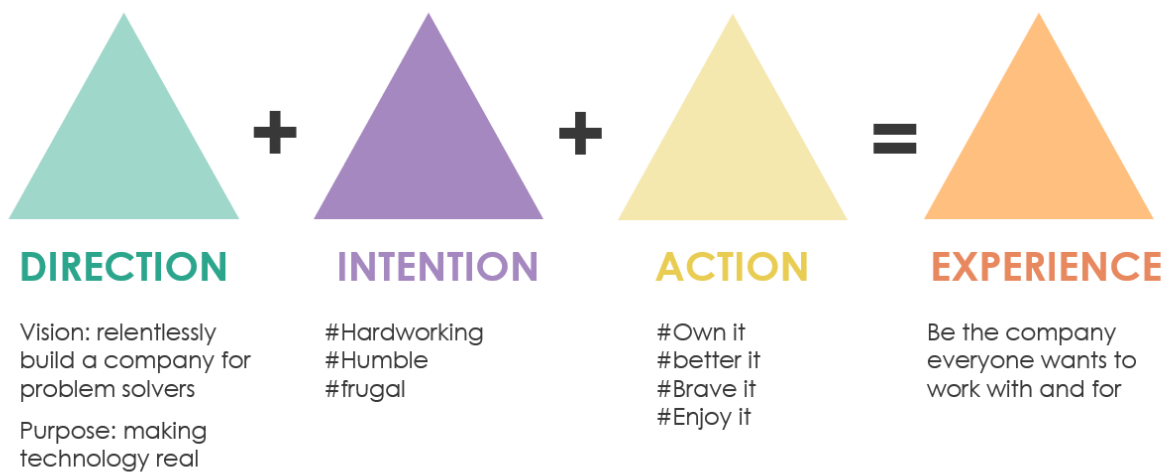 + + =
DIRECTION
Vision: relentlessly
build a company for
problem solvers
Purpose: making
technology real
INTENTION
#Hardworking
#Humble
#frugal
ACTION
#Own it
#better it
#Brave it
#Enjoy it
EXPERIENCE
Be the company
everyone wants to
work with and for